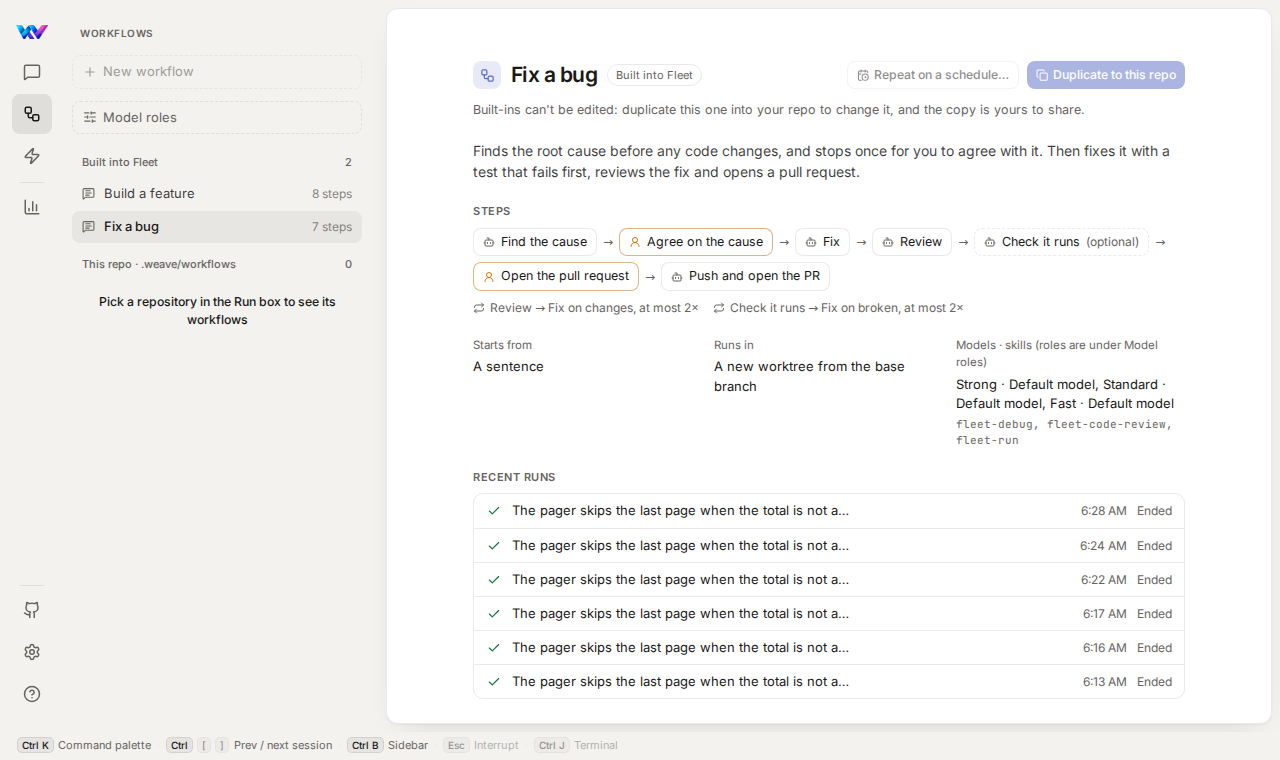 WORKFLOWS
New workflow
Model roles
Built into Fleet 2
Build a feature 8 steps
Fix a bug 7 steps
This repo · .weave/workflows 0
Pick a repository in the Run box to see its
workflows
Fix a bug Built into Fleet Repeat on a schedule... Duplicate to this repo
Built-ins can't be edited: duplicate this one into your repo to change it, and the copy is yours to share.
Finds the root cause before any code changes, and stops once for you to agree with it. Then fixes it with a
test that fails first, reviews the fix and opens a pull request.
STEPS
Find the cause → Agree on the cause → Fix → Review → Check it runs (optional) →
Open the pull request → Push and open the PR
Review → Fix on changes, at most 2× Check it runs → Fix on broken, at most 2×
Starts from
A sentence
Runs in
A new worktree from the base
branch
Models · skills (roles are under Model
roles)
Strong · Default model, Standard ·
Default model, Fast · Default model
fleet-debug, fleet-code-review,
fleet-run
RECENT RUNS
The pager skips the last page when the total is not a... 6:28 AM Ended
The pager skips the last page when the total is not a... 6:24 AM Ended
The pager skips the last page when the total is not a... 6:22 AM Ended
The pager skips the last page when the total is not a... 6:17 AM Ended
The pager skips the last page when the total is not a... 6:16 AM Ended
The pager skips the last page when the total is not a... 6:13 AM Ended
Ctrl K Command palette Ctrl [ ] Prev / next session Ctrl B Sidebar Esc Interrupt Ctrl J Terminal